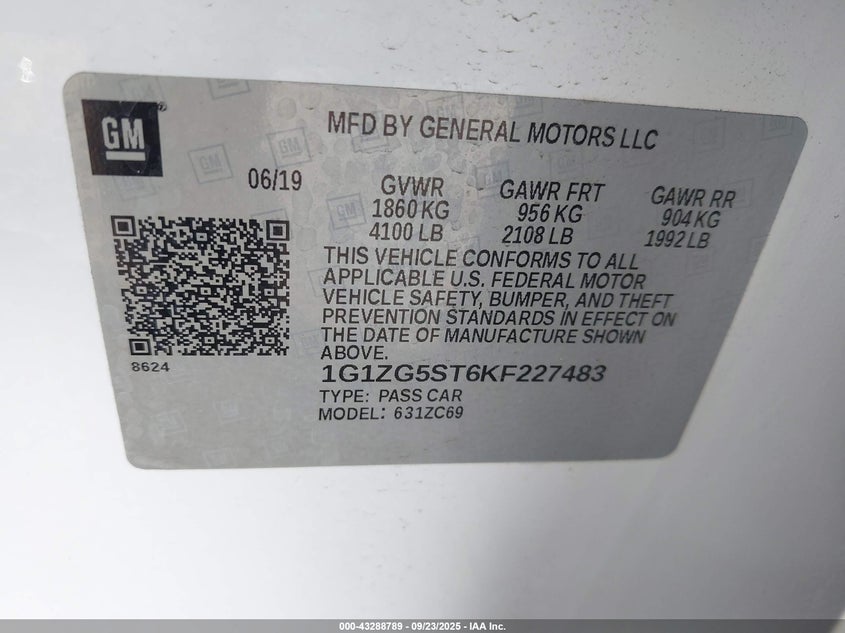 GM®
MFD BY GENERAL MOTORS LLC
06/19
GVWR
1860 KG
4100 LB
GAWR FRT
956 KG
2108 LB
GAWR RR
904 KG
1992 LB
THIS VEHICLE CONFORMS TO ALL
APPLICABLE U.S. FEDERAL MOTOR
VEHICLE SAFETY, BUMPER, AND THEFT
PREVENTION STANDARDS IN EFFECT ON
THE DATE OF MANUFACTURE SHOWN
ABOVE.
8624
1G1ZG5ST6KF227483
TYPE: PASS CAR
MODEL: 631ZC69
000-43288789 - 09/23/2025 - IAA Inc.